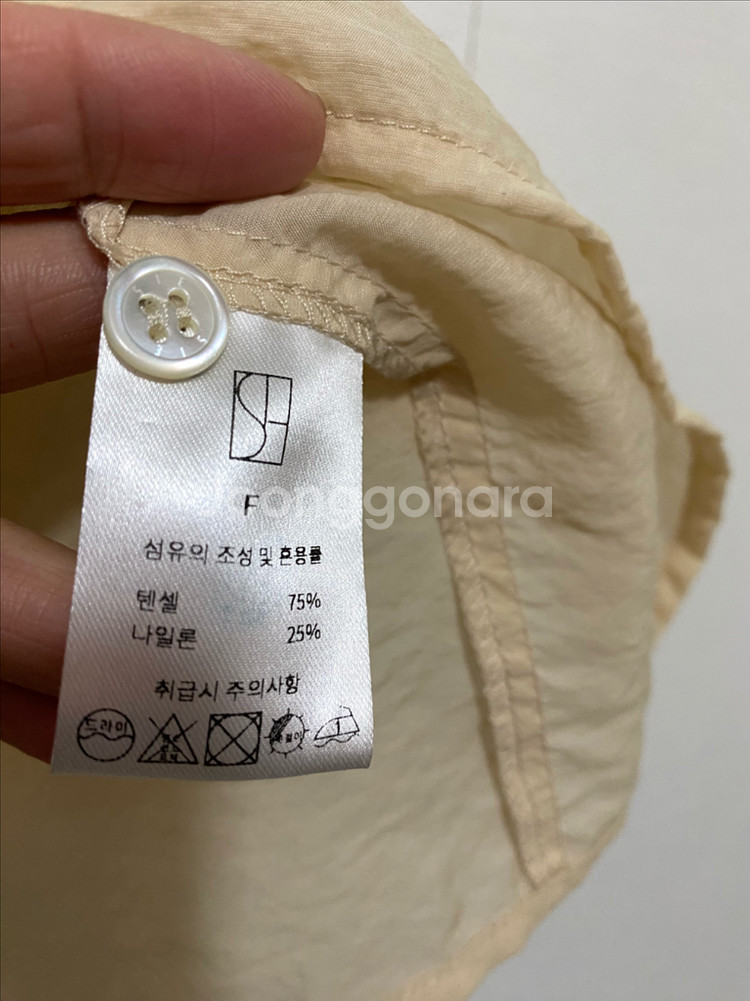 F
섬유의 조성 및 혼용률
텐셀 75%
나일론 25%
취급시 주의사항
드라이